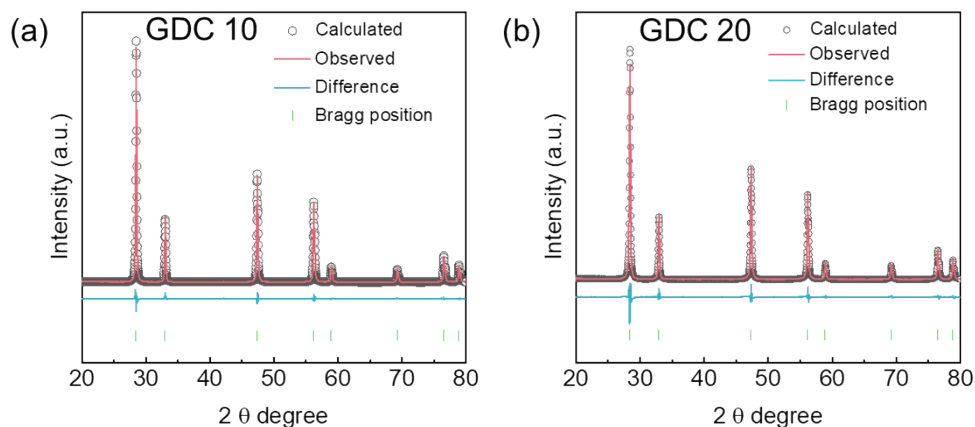 (a)
GDC 10
Calculated
Observed
Difference
Bragg position
Intensity (a.u.)
20 30 40 50 60 70 80
2 θ degree
(b)
GDC 20
Calculated
Observed
Difference
Bragg position
Intensity (a.u.)
20 30 40 50 60 70 80
2 θ degree